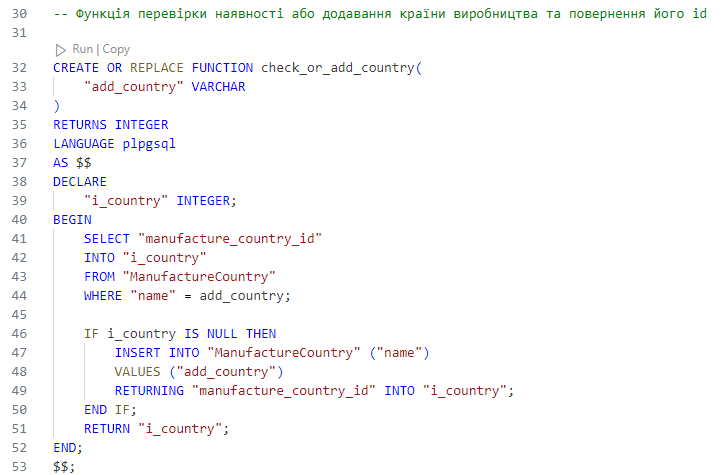 30 -- Функція перевірки наявності або додавання країни виробництва та повернення його id
31
Run | Copy
32 CREATE OR REPLACE FUNCTION check_or_add_country(
33     "add_country" VARCHAR
34 )
35 RETURNS INTEGER
36 LANGUAGE plpgsql
37 AS $$
38 DECLARE
39     "i_country" INTEGER;
40 BEGIN
41     SELECT "manufacture_country_id"
42     INTO "i_country"
43     FROM "ManufactureCountry"
44     WHERE "name" = add_country;
45
46     IF i_country IS NULL THEN
47         INSERT INTO "ManufactureCountry" ("name")
48         VALUES ("add_country")
49         RETURNING "manufacture_country_id" INTO "i_country";
50     END IF;
51     RETURN "i_country";
52 END;
53 $$;